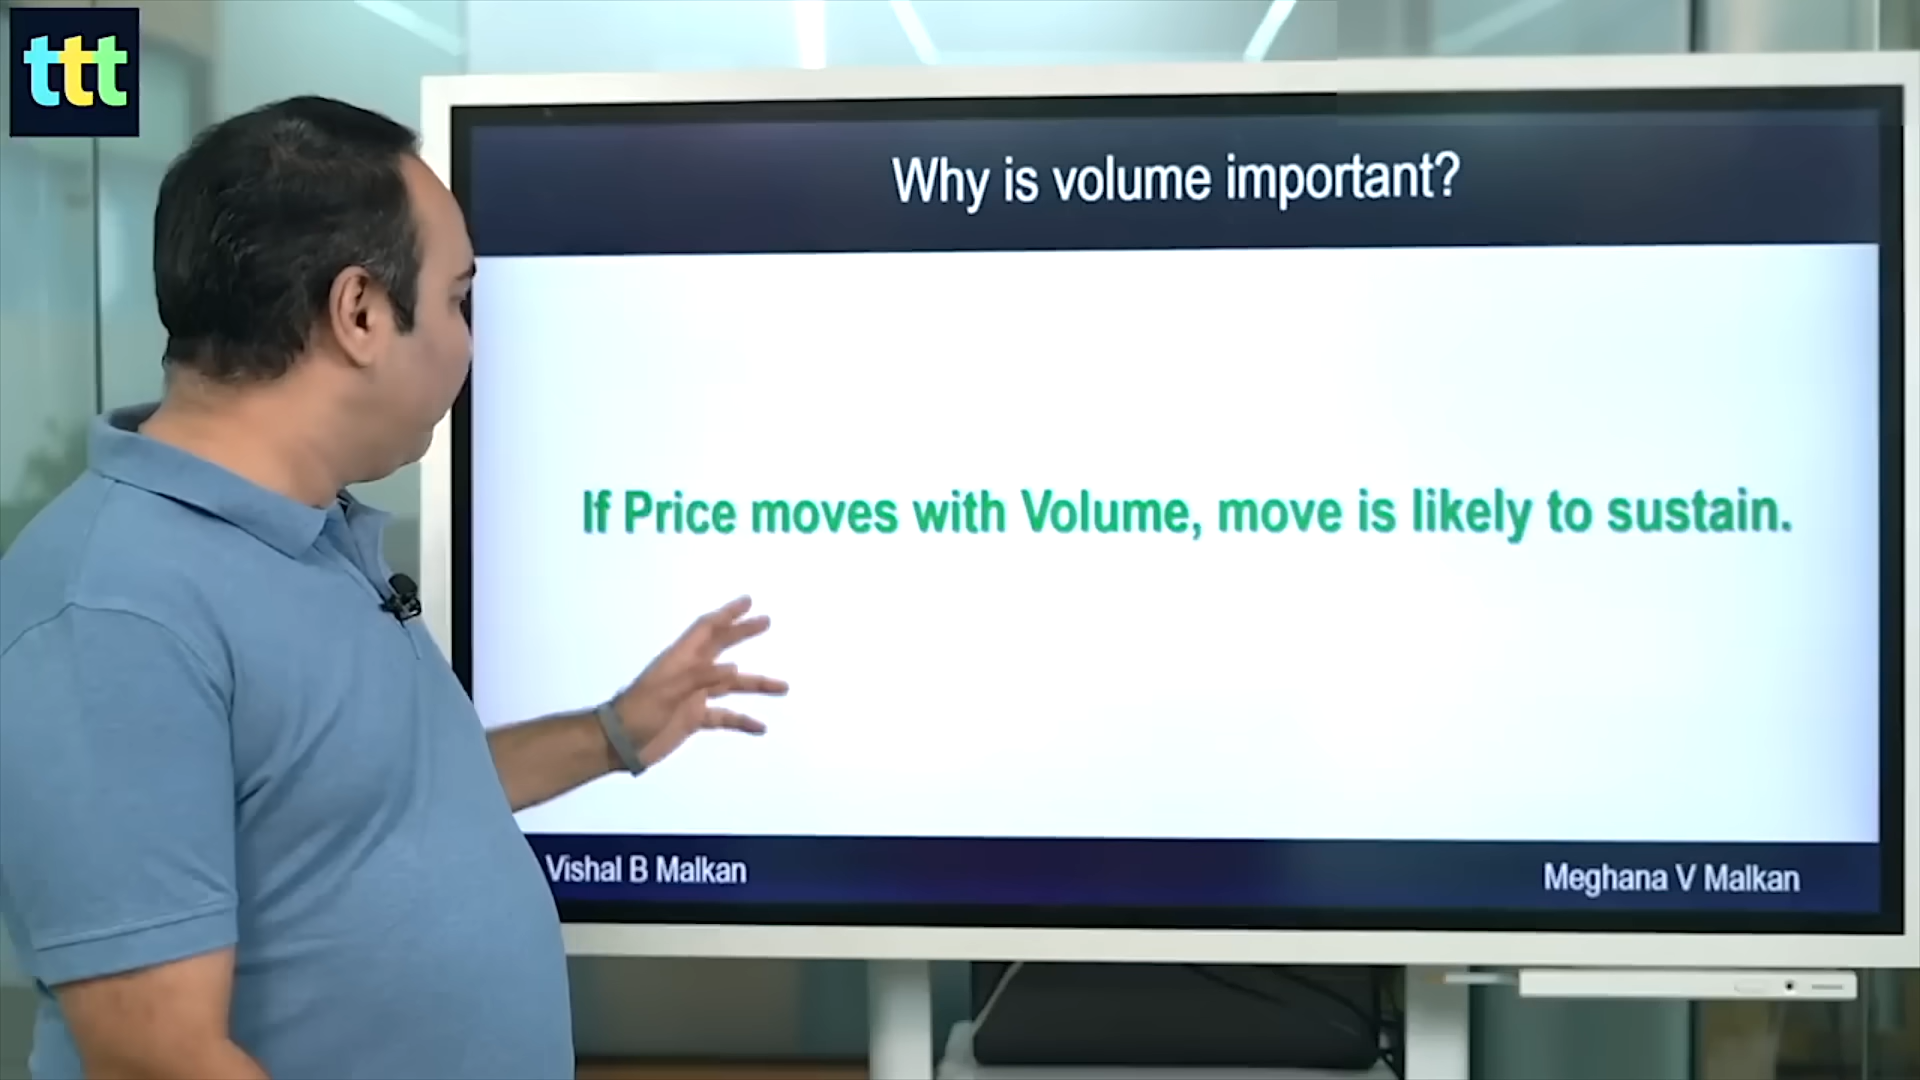 ttt
Why is volume important?
If Price moves with Volume, move is likely to sustain.
Vishal B Malkan
Meghana V Malkan